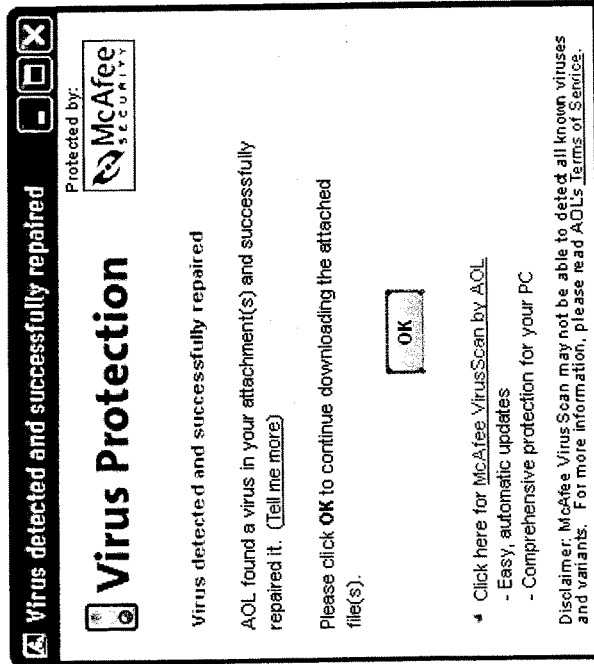 Virus detected and successfully repaired
Virus Protection
Protected by:
McAfee
SECURITY
Virus detected and successfully repaired
AOL found a virus in your attachment(s) and successfully
repaired it. (Tell me more)
Please click OK to continue downloading the attached
file(s).
OK
* Click here for McAfee VirusScan by AOL
- Easy, automatic updates
- Comprehensive protection for your PC
Disclaimer: McAfee VirusScan may not be able to detect all known viruses
and variants. For more information, please read AOL's Terms of Service.